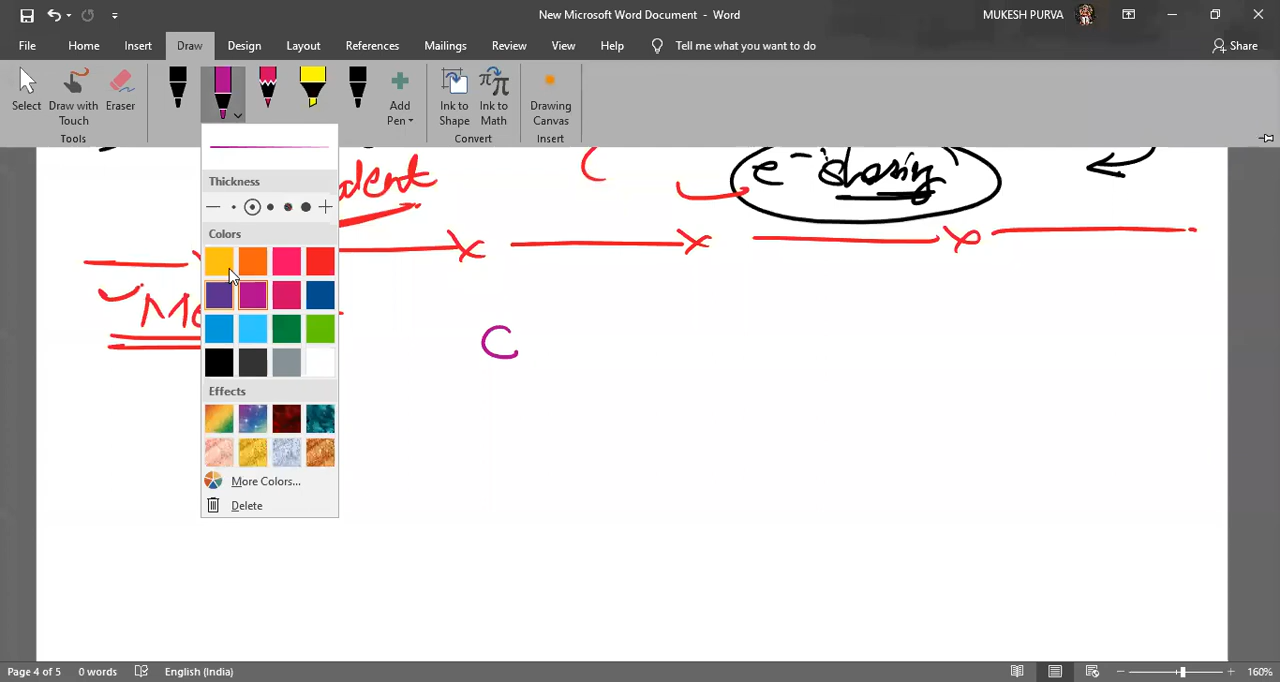 New Microsoft Word Document - Word
MUKESH PURVA
File Home Insert Draw Design Layout References Mailings Review View Help Tell me what you want to do Share
Select
Draw with Touch
Eraser
Add Pen
Ink to Shape
Ink to Math
Drawing Canvas
Tools
Convert
Insert
Thickness
Colors
Effects
More Colors...
Delete
e- sharing
C
Page 4 of 5 0 words English (India) 160%